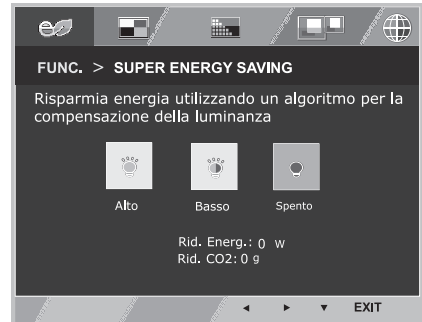 FUNC. > SUPER ENERGY SAVING
Risparmia energia utilizzando un algoritmo per la
compensazione della luminanza
Alto Basso Spento
Rid. Energ.: 0 W
Rid. CO2: 0 g
EXIT